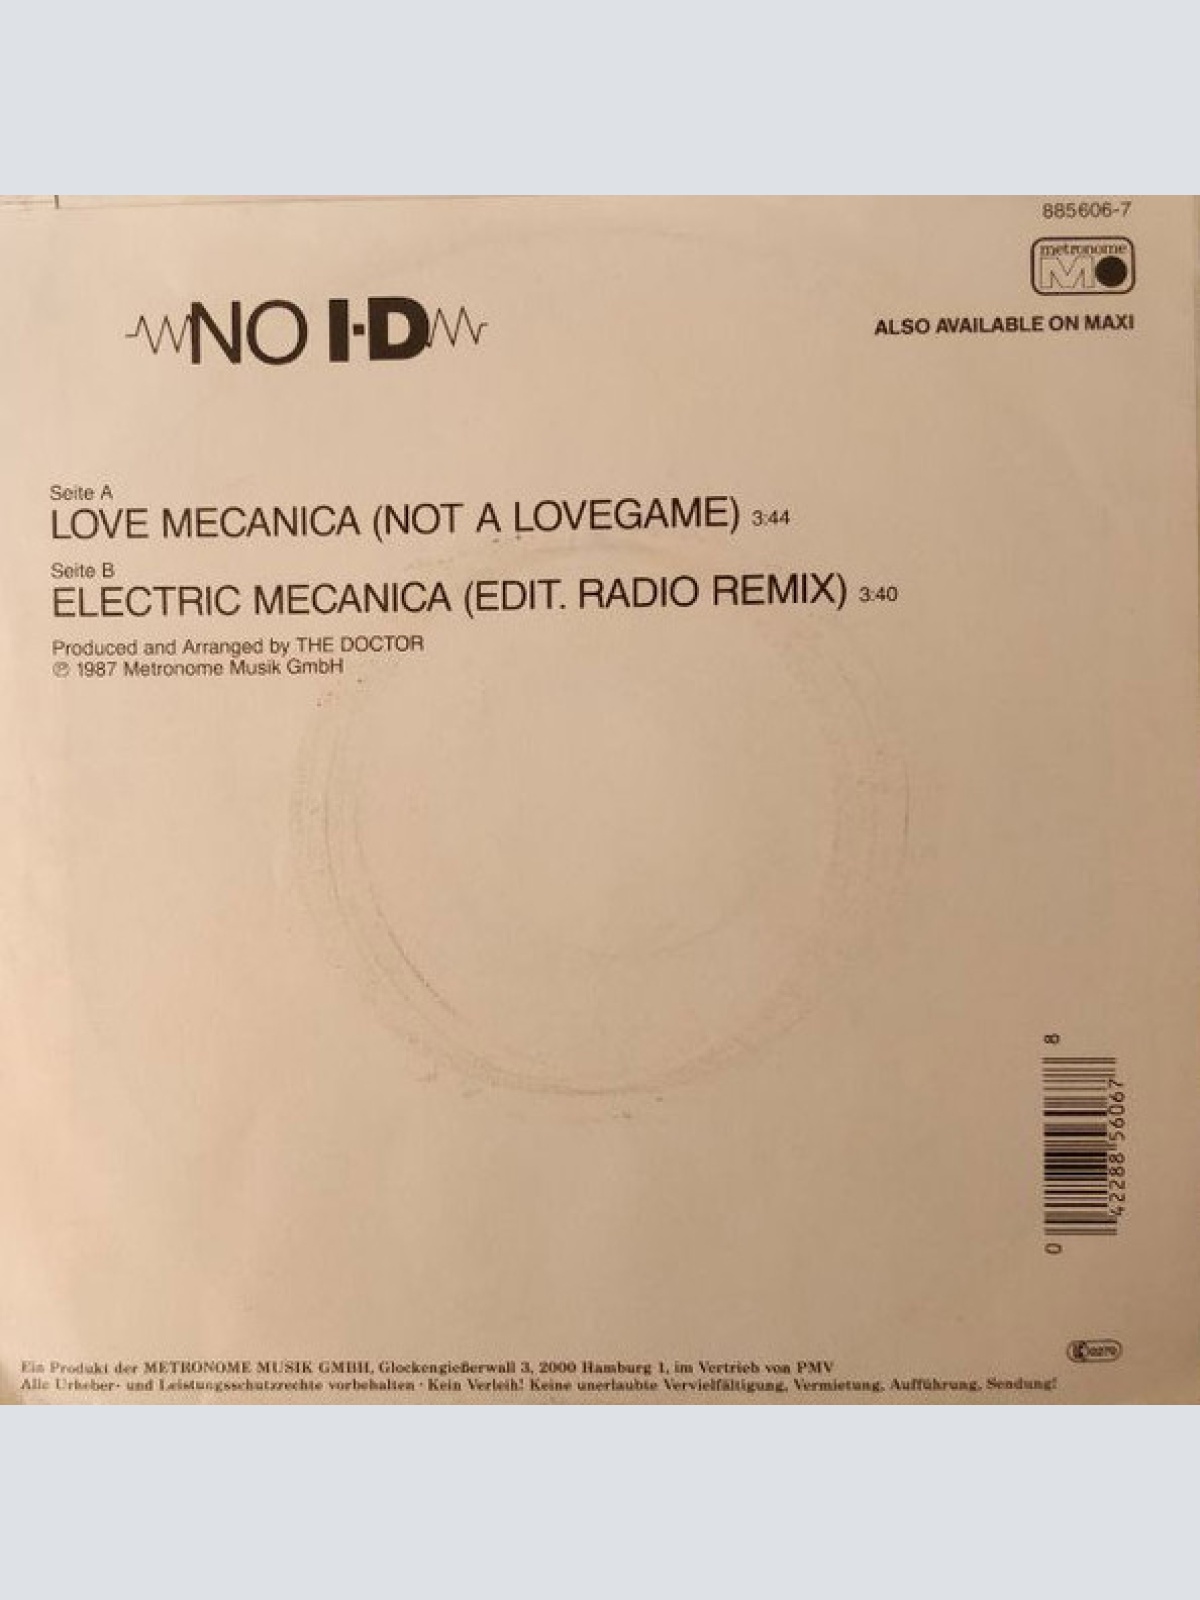 885606-7
metronome
NO I-D
ALSO AVAILABLE ON MAXI
Seite A
LOVE MECANICA (NOT A LOVEGAME) 3:44
Seite B
ELECTRIC MECANICA (EDIT. RADIO REMIX) 3:40
Produced and Arranged by THE DOCTOR
℗ 1987 Metronome Musik GmbH
0 42288 56067 8
Ein Produkt der METRONOME MUSIK GMBH, Glockengießerwall 3, 2000 Hamburg 1, im Vertrieb von PMV
Alle Urheber- und Leistungsschutzrechte vorbehalten · Kein Verleih! Keine unerlaubte Vervielfältigung, Vermietung, Aufführung, Sendung!